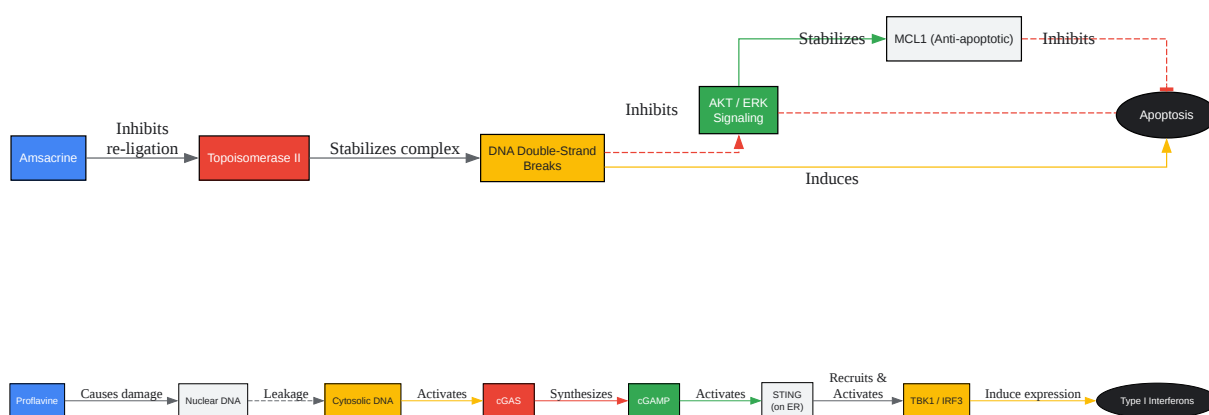 Stabilizes
MCL1 (Anti-apoptotic)
Inhibits
Inhibits
AKT / ERK
Signaling
Apoptosis
Inhibits
re-ligation
Amsacrine
Topoisomerase II
Stabilizes complex
DNA Double-Strand
Breaks
Induces
Proflavine
Causes damage
Nuclear DNA
Leakage
Cytosolic DNA
Activates
cGAS
Synthesizes
cGAMP
Activates
STING
(on ER)
Recruits &
Activates
TBK1 / IRF3
Induce expression
Type I Interferons